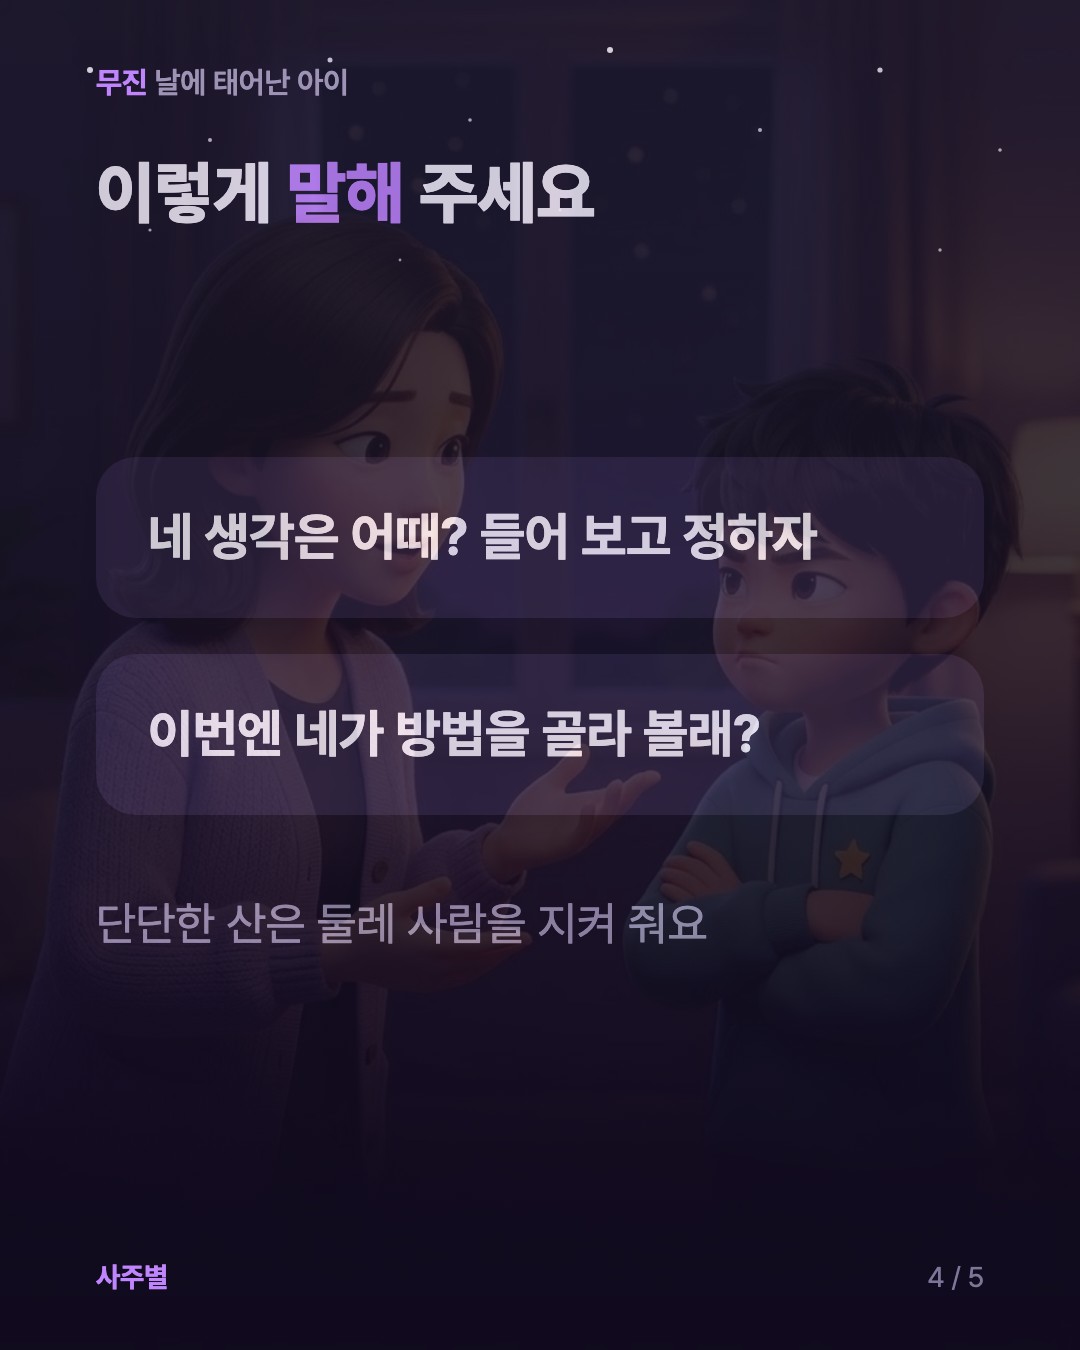 무진 날에 태어난 아이
이렇게 말해 주세요
네 생각은 어때? 들어 보고 정하자
이번엔 네가 방법을 골라 볼래?
단단한 산은 둘레 사람을 지켜 줘요
사주별
4 / 5